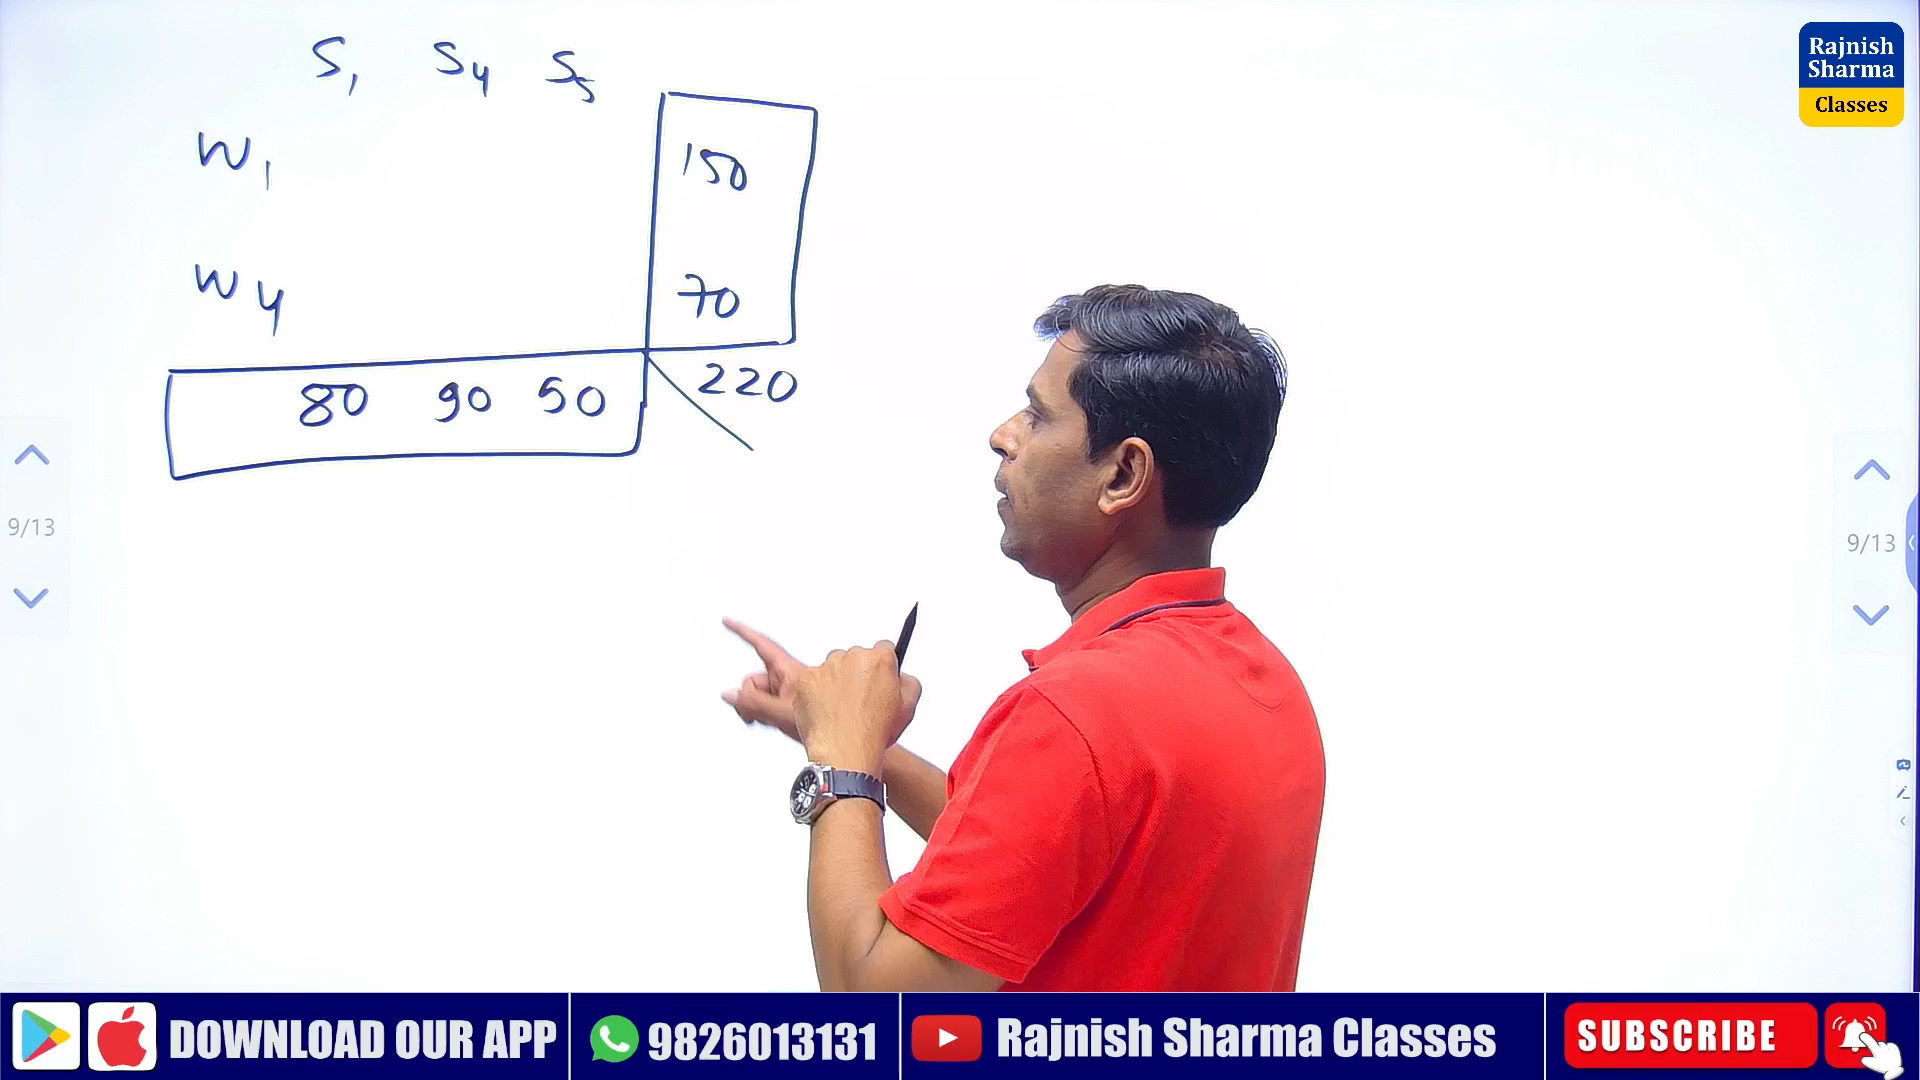 S1 S4 S5
W1 150
W4 70
80 90 50 220
Rajnish
Sharma
Classes
9/13
9/13
DOWNLOAD OUR APP 9826013131 Rajnish Sharma Classes SUBSCRIBE